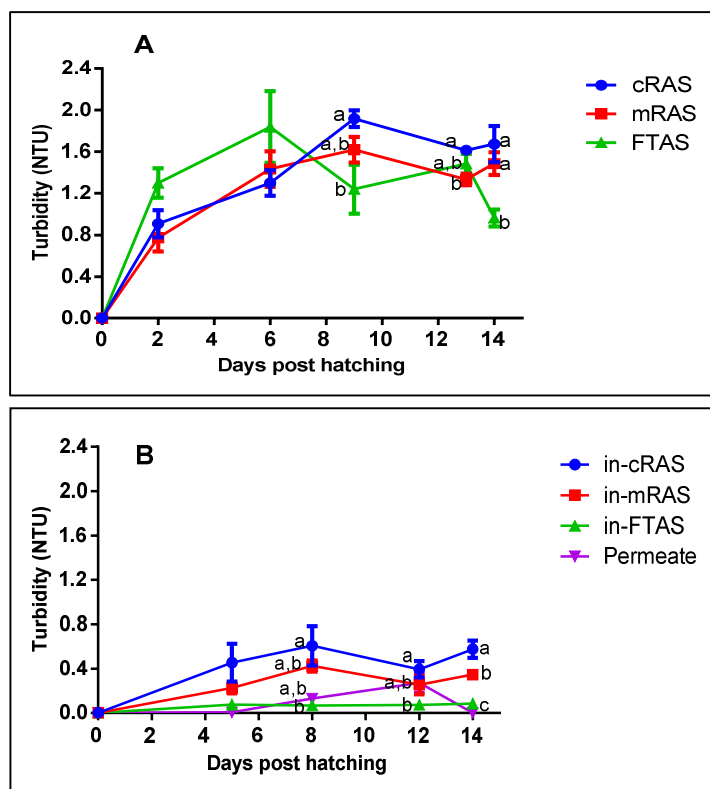 A
2.4
2.0
1.6
1.2
0.8
0.4
0.0
Turbidity (NTU)
0 2 4 6 8 10 12 14
Days post hatching
a
a,b
b
a
a,b
b
a
a
b
cRAS
mRAS
FTAS
B
2.4
2.0
1.6
1.2
0.8
0.4
0.0
Turbidity (NTU)
0 2 4 6 8 10 12 14
Days post hatching
a
a,b
a,b
b
a
a,b
b
a
b
c
in-cRAS
in-mRAS
in-FTAS
Permeate